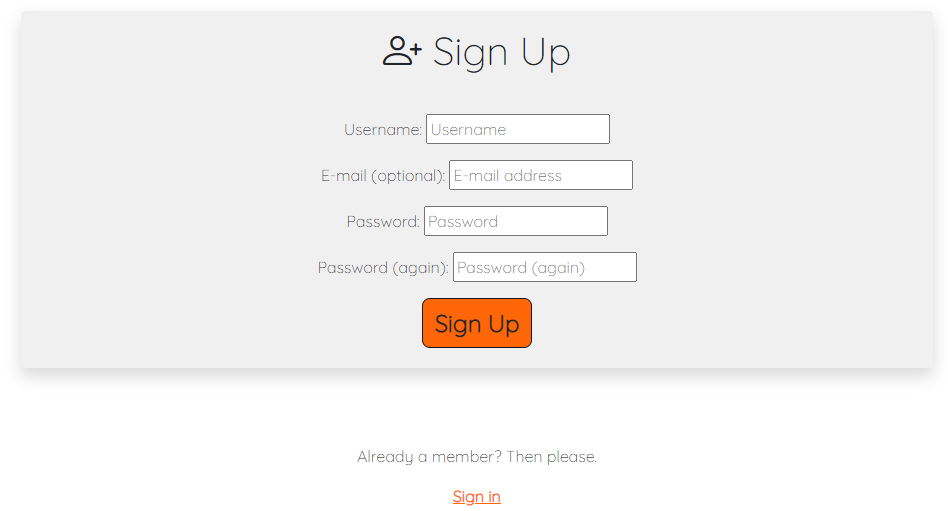 Sign Up
Username: Username
E-mail (optional): E-mail address
Password: Password
Password (again): Password (again)
Sign Up
Already a member? Then please.
Sign in